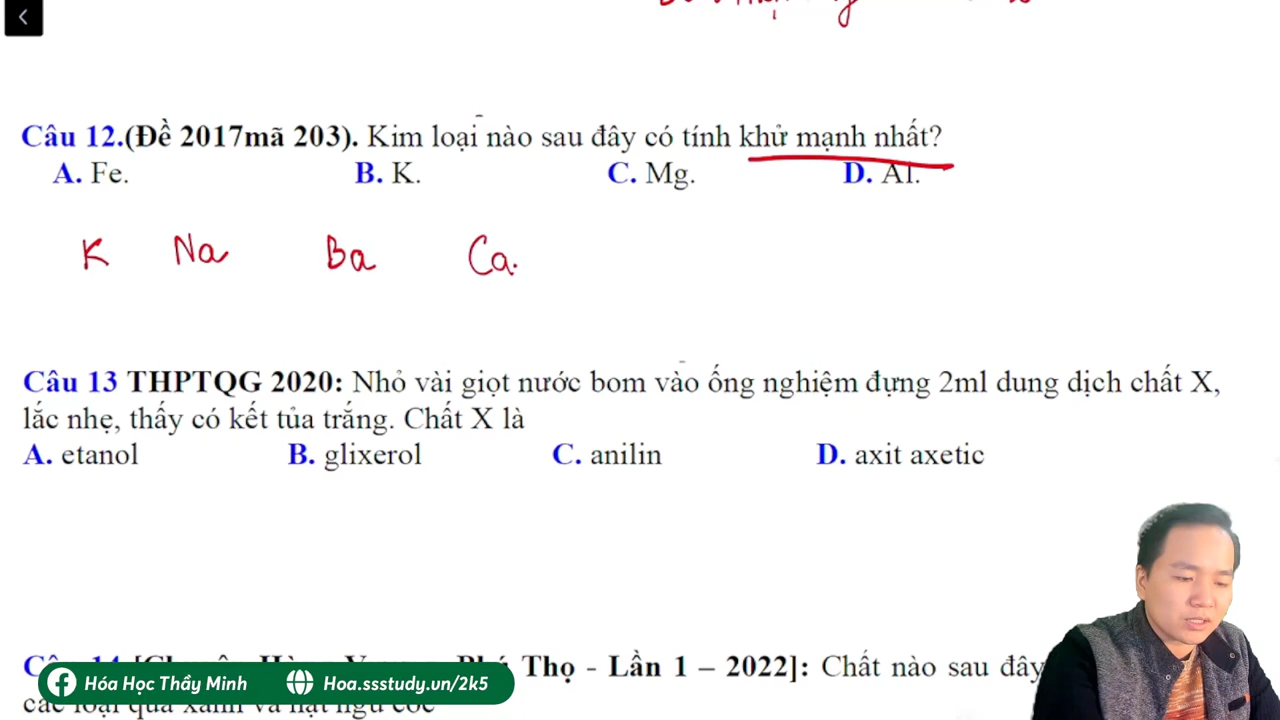 Câu 12.(Đề 2017mã 203). Kim loại nào sau đây có tính khử mạnh nhất?
A. Fe. B. K. C. Mg. D. Al.
K Na Ba Ca.
Câu 13 THPTQG 2020: Nhỏ vài giọt nước bom vào ống nghiệm đựng 2ml dung dịch chất X,
lắc nhẹ, thấy có kết tủa trắng. Chất X là
A. etanol B. glixerol C. anilin D. axit axetic
Thọ - Lần 1 – 2022]: Chất nào sau đây
Hóa Học Thầy Minh Hoa.ssstudy.vn/2k5